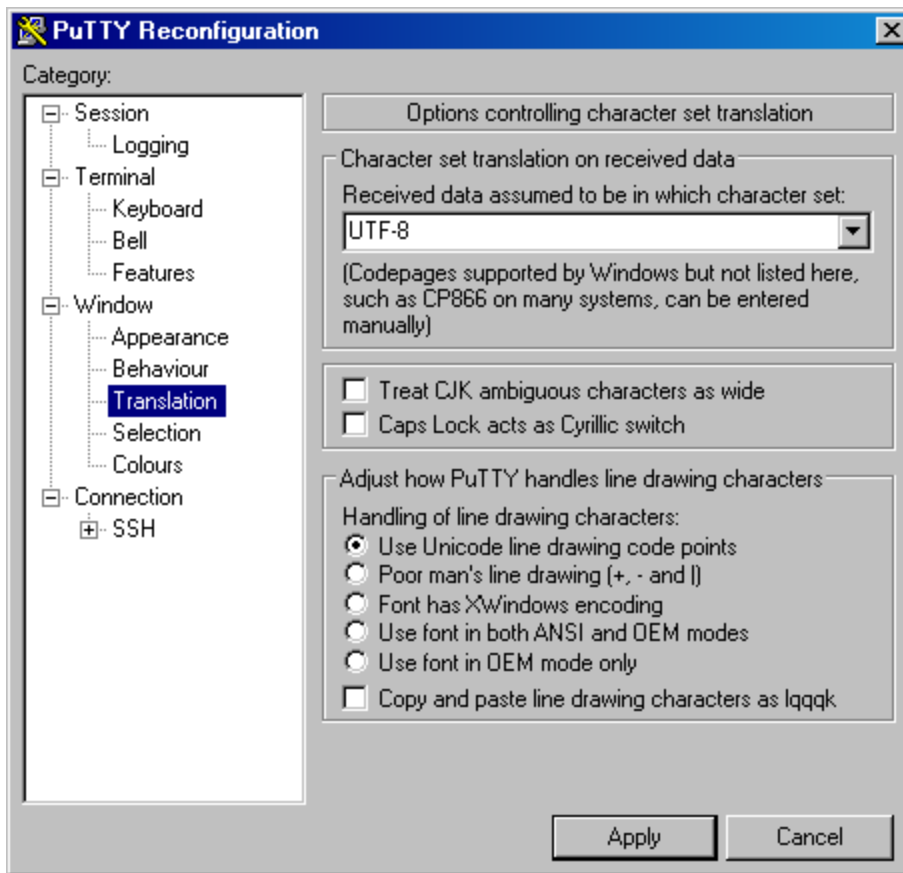 PuTTY Reconfiguration
Category:
Session
Logging
Terminal
Keyboard
Bell
Features
Window
Appearance
Behaviour
Translation
Selection
Colours
Connection
SSH
Options controlling character set translation
Character set translation on received data
Received data assumed to be in which character set:
UTF-8
(Codepages supported by Windows but not listed here,
such as CP866 on many systems, can be entered
manually)
Treat CJK ambiguous characters as wide
Caps Lock acts as Cyrillic switch
Adjust how PuTTY handles line drawing characters
Handling of line drawing characters:
Use Unicode line drawing code points
Poor man's line drawing (+, - and |)
Font has XWindows encoding
Use font in both ANSI and OEM modes
Use font in OEM mode only
Copy and paste line drawing characters as lqqqk
Apply
Cancel